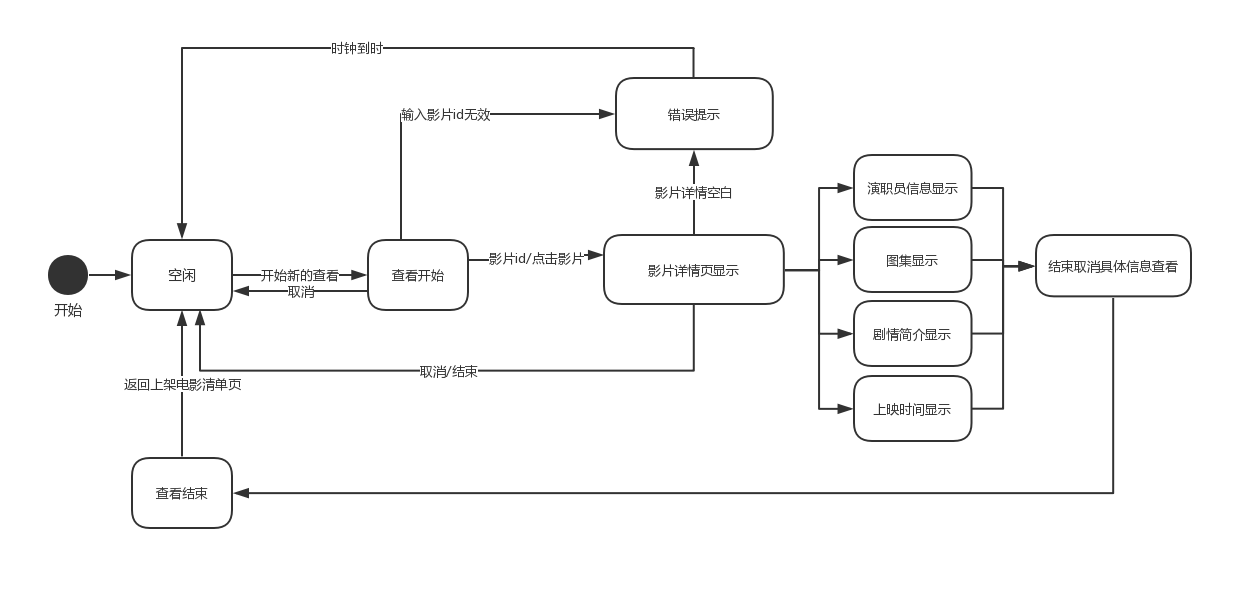 时钟到时
输入影片id无效
错误提示
影片详情空白
演职员信息显示
空闲
开始新的查看
取消
查看开始
影片id/点击影片
影片详情页显示
图集显示
结束取消具体信息查看
开始
剧情简介显示
取消/结束
返回上架电影清单页
上映时间显示
查看结束